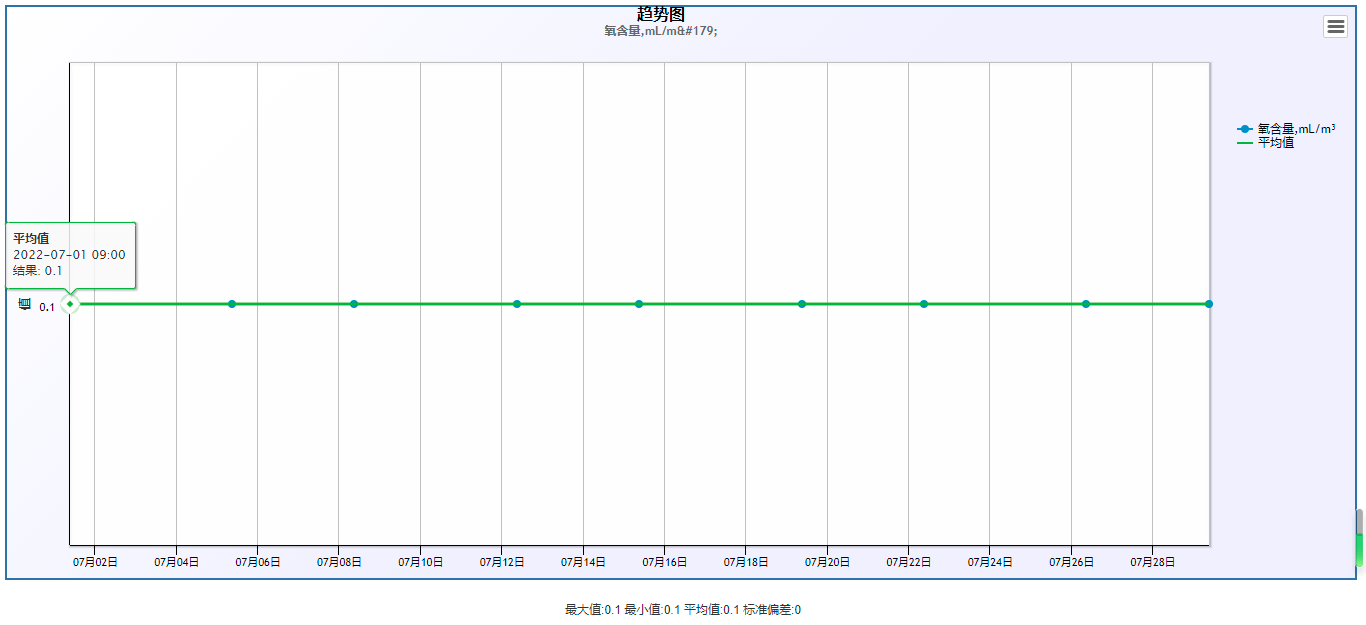 趋势图
氧含量,mL/m&#179;
氧含量,mL/m³
平均值
平均值
2022-07-01 09:00
结果: 0.1
值
0.1
07月02日
07月04日
07月06日
07月08日
07月10日
07月12日
07月14日
07月16日
07月18日
07月20日
07月22日
07月24日
07月26日
07月28日
最大值:0.1 最小值:0.1 平均值:0.1 标准偏差:0